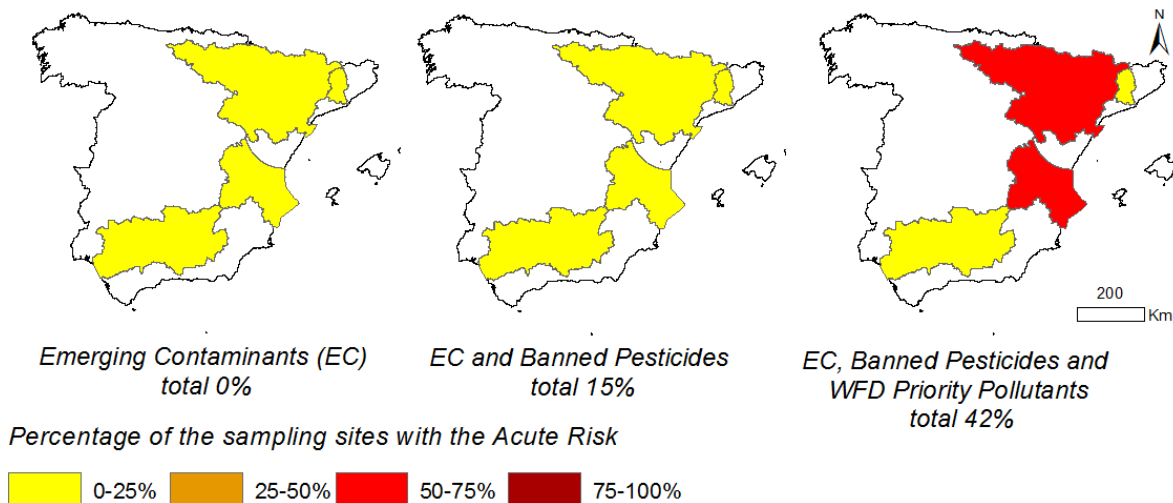 N
200
Km
Emerging Contaminants (EC)
total 0%
EC and Banned Pesticides
total 15%
EC, Banned Pesticides and
WFD Priority Pollutants
total 42%
Percentage of the sampling sites with the Acute Risk
0-25%
25-50%
50-75%
75-100%